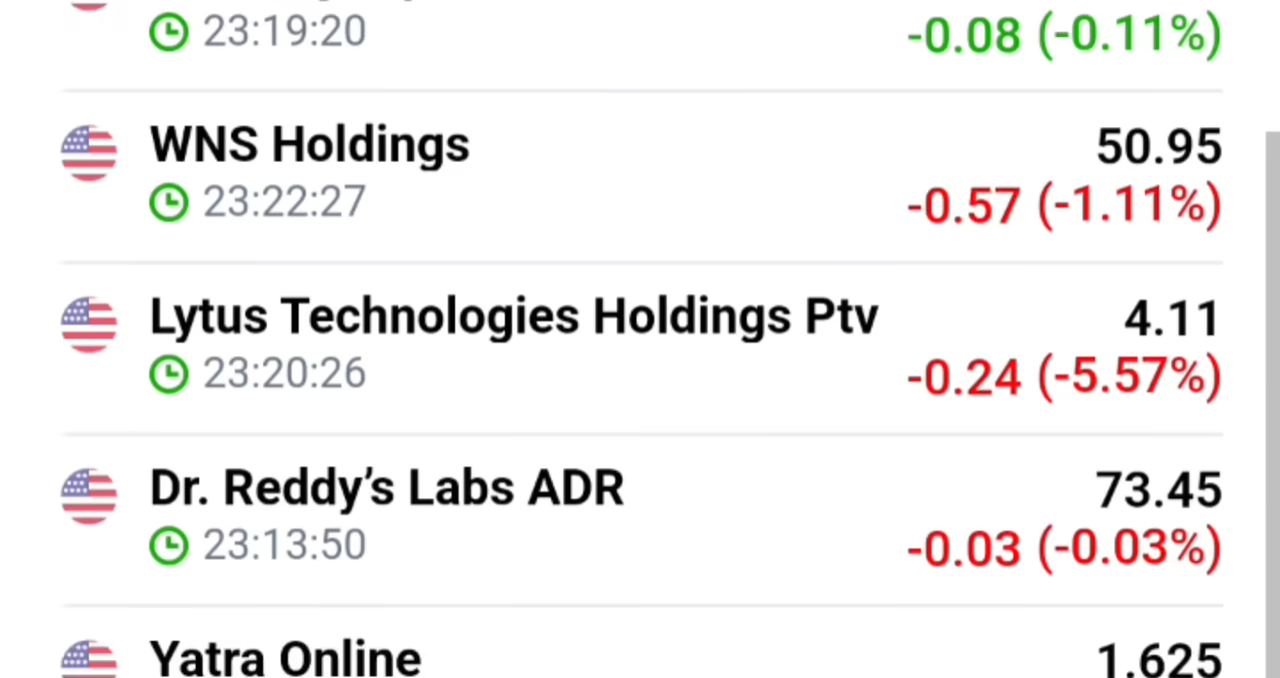 23:19:20 -0.08 (-0.11%)
WNS Holdings 50.95
23:22:27 -0.57 (-1.11%)
Lytus Technologies Holdings Ptv 4.11
23:20:26 -0.24 (-5.57%)
Dr. Reddy’s Labs ADR 73.45
23:13:50 -0.03 (-0.03%)
Yatra Online 1.625